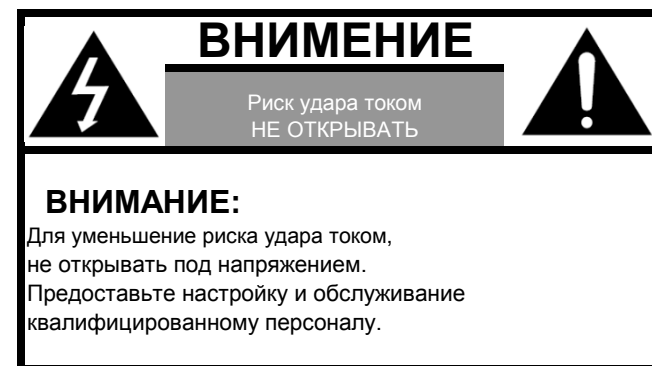 ВНИМЕНИЕ
Риск удара током
НЕ ОТКРЫВАТЬ
ВНИМАНИЕ:
Для уменьшение риска удара током,
не открывать под напряжением.
Предоставьте настройку и обслуживание
квалифицированному персоналу.